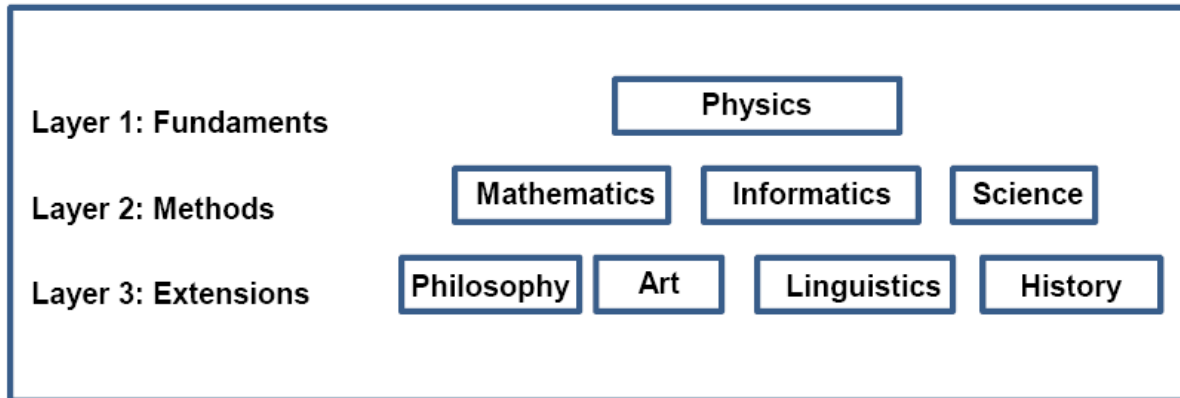 Layer 1: Fundaments Physics
Layer 2: Methods Mathematics Informatics Science
Layer 3: Extensions Philosophy Art Linguistics History